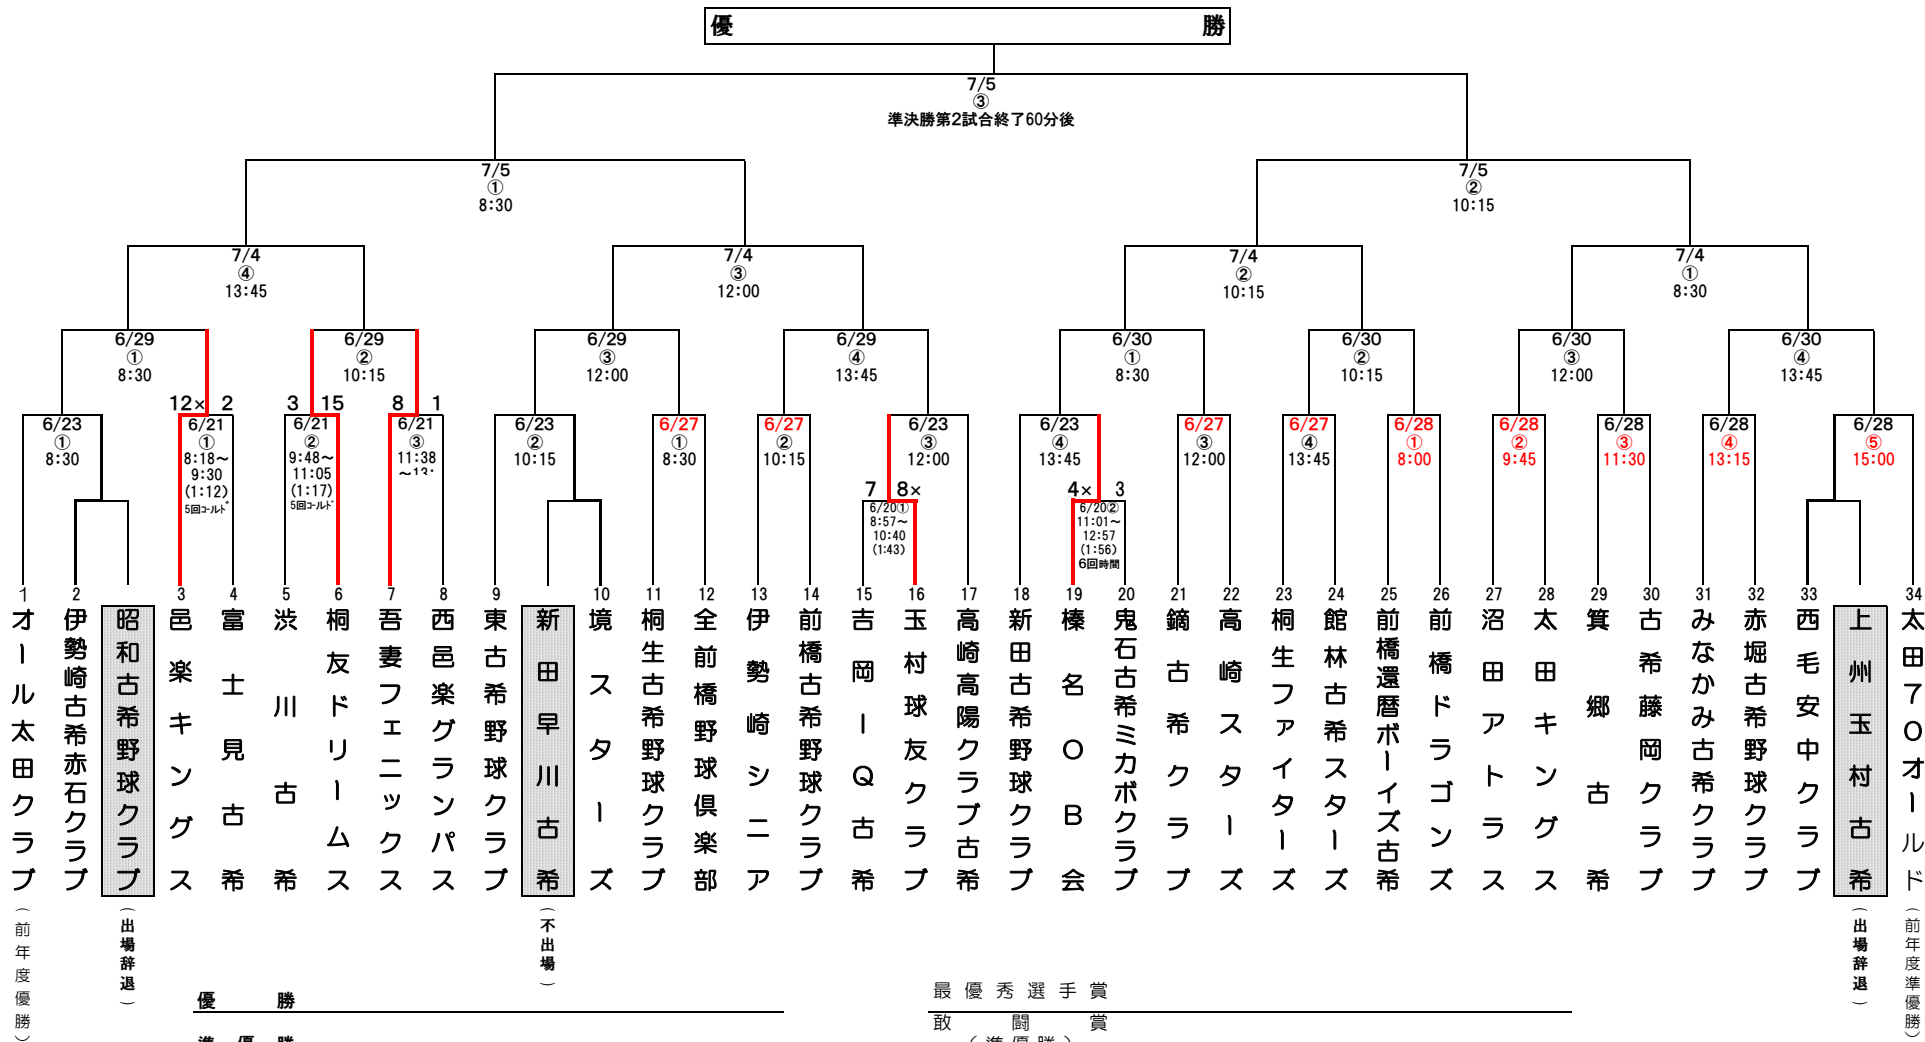 優勝
7/5
③
準決勝第2試合終了60分後
7/5
①
8:30
7/5
②
10:15
7/4
④
13:45
7/4
③
12:00
7/4
②
10:15
7/4
①
8:30
6/29
①
8:30
6/29
②
10:15
6/29
③
12:00
6/29
④
13:45
6/30
①
8:30
6/30
②
10:15
6/30
③
12:00
6/30
④
13:45
6/23
①
8:30
12× 2
6/21
①
8:18～
9:30
(1:12)
5回コールド
3 15
6/21
②
9:48～
11:05
(1:17)
5回コールド
8 1
6/21
③
11:38
6/23
②
10:15
6/27
①
8:30
6/27
②
10:15
6/23
③
12:00
7 8×
6/20①
8:57～
10:40
(1:43)
6/23
④
13:45
4× 3
6/20②
11:01～
12:57
(1:56)
6回時間
6/27
③
12:00
6/27
④
13:45
6/28
①
8:00
6/28
②
9:45
6/28
③
11:30
6/28
④
13:15
6/28
⑤
15:00
1
オール太田クラブ
(前年度優勝)
2
伊勢崎古希赤石クラブ
昭和古希野球クラブ
(出場辞退)
3
邑楽キングス
4
富士見古希
5
渋川古希
6
桐友ドリームス
7
吾妻フェニックス
8
西邑楽グランパス
9
東古希野球クラブ
新田早川古希
(不出場)
10
境スターズ
11
桐生古希野球クラブ
12
全前橋野球倶楽部
13
伊勢崎シニア
14
前橋古希野球クラブ
15
吉岡ーQ古希
16
玉村球友クラブ
17
高崎高陽クラブ古希
18
新田古希野球クラブ
19
榛名OB会
20
鬼石古希ミカボクラブ
21
鏑古希クラブ
22
高崎スターズ
23
桐生ファイターズ
24
館林古希スターズ
25
前橋還暦ボーイズ古希
26
前橋ドラゴンズ
27
沼田アトラス
28
太田キングス
29
箕郷古希
30
古希藤岡クラブ
31
みなかみ古希クラブ
32
赤堀古希野球クラブ
33
西毛安中クラブ
上州玉村古希
(出場辞退)
34
太田70オールド
(前年度準優勝)
優勝
準優勝
最優秀選手賞
敢闘賞
(準優勝)